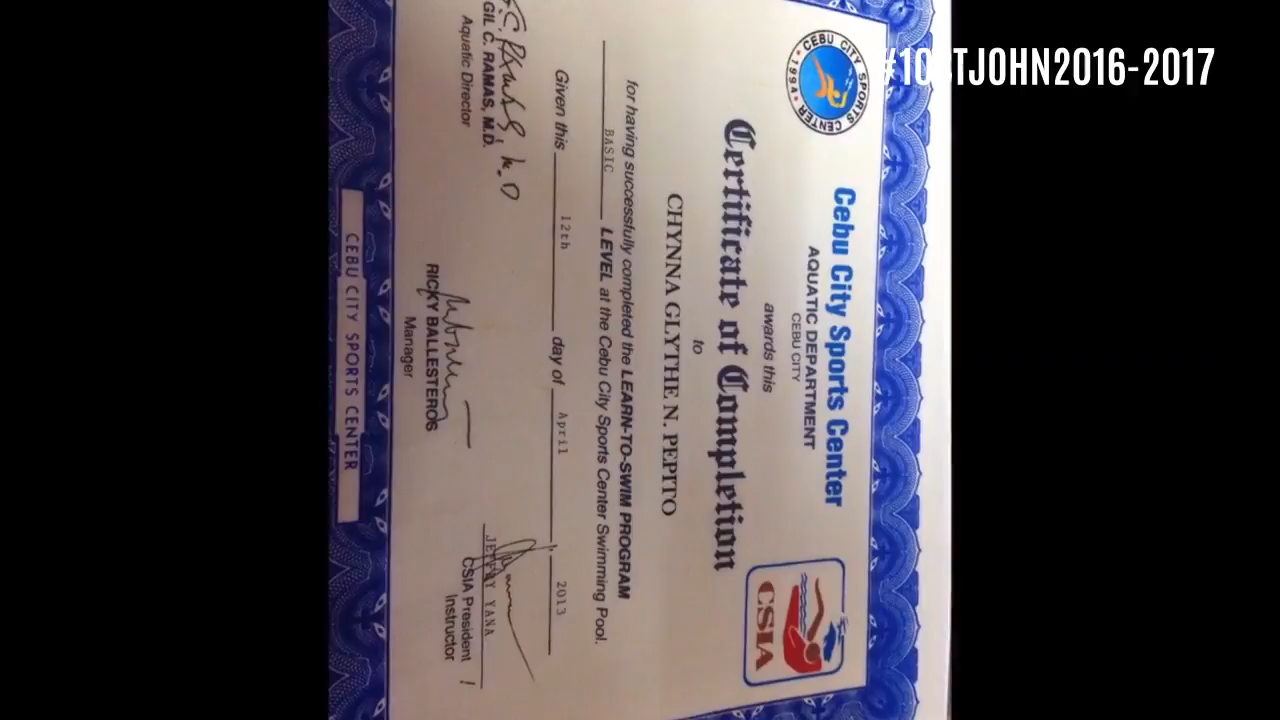 #10STJOHN2016-2017
CEBU CITY SPORTS CENTER
1994
Cebu City Sports Center
AQUATIC DEPARTMENT
CEBU CITY
CSIA
awards this
Certificate of Completion
to
CHYNNA GLYTHE N. PEPITO
for having successfully completed the LEARN-TO-SWIM PROGRAM
BASIC LEVEL at the Cebu City Sports Center Swimming Pool.
Given this 12th day of April, 2013
GIL C. RAMAS, M.D.
Aquatic Director
RICKY BALLESTEROS
Manager
JEFFRY YANA
CSIA President /
Instructor
CEBU CITY SPORTS CENTER